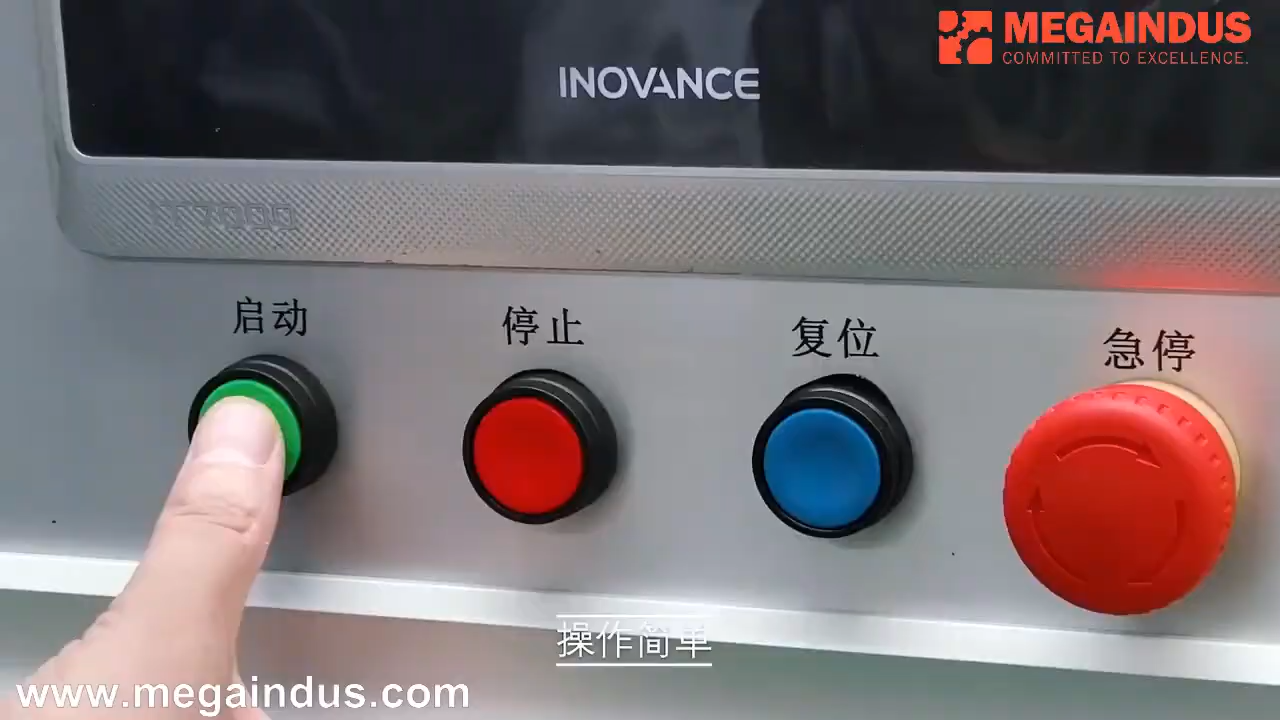 MEGAINDUS
COMMITTED TO EXCELLENCE.
INOVANCE
IT7000
启动
停止
复位
急停
操作简单
www.megaindus.com